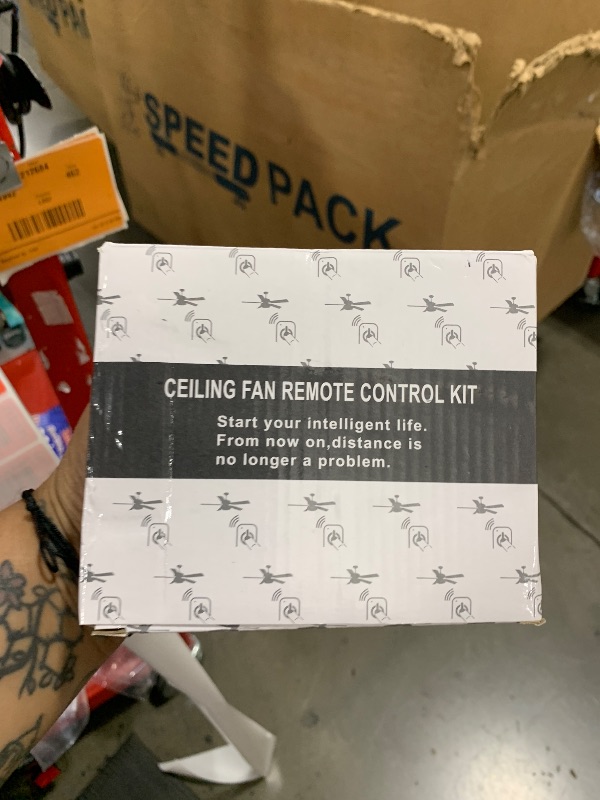 SPEED PACK
CEILING FAN REMOTE CONTROL KIT
Start your intelligent life.
From now on,distance is
no longer a problem.